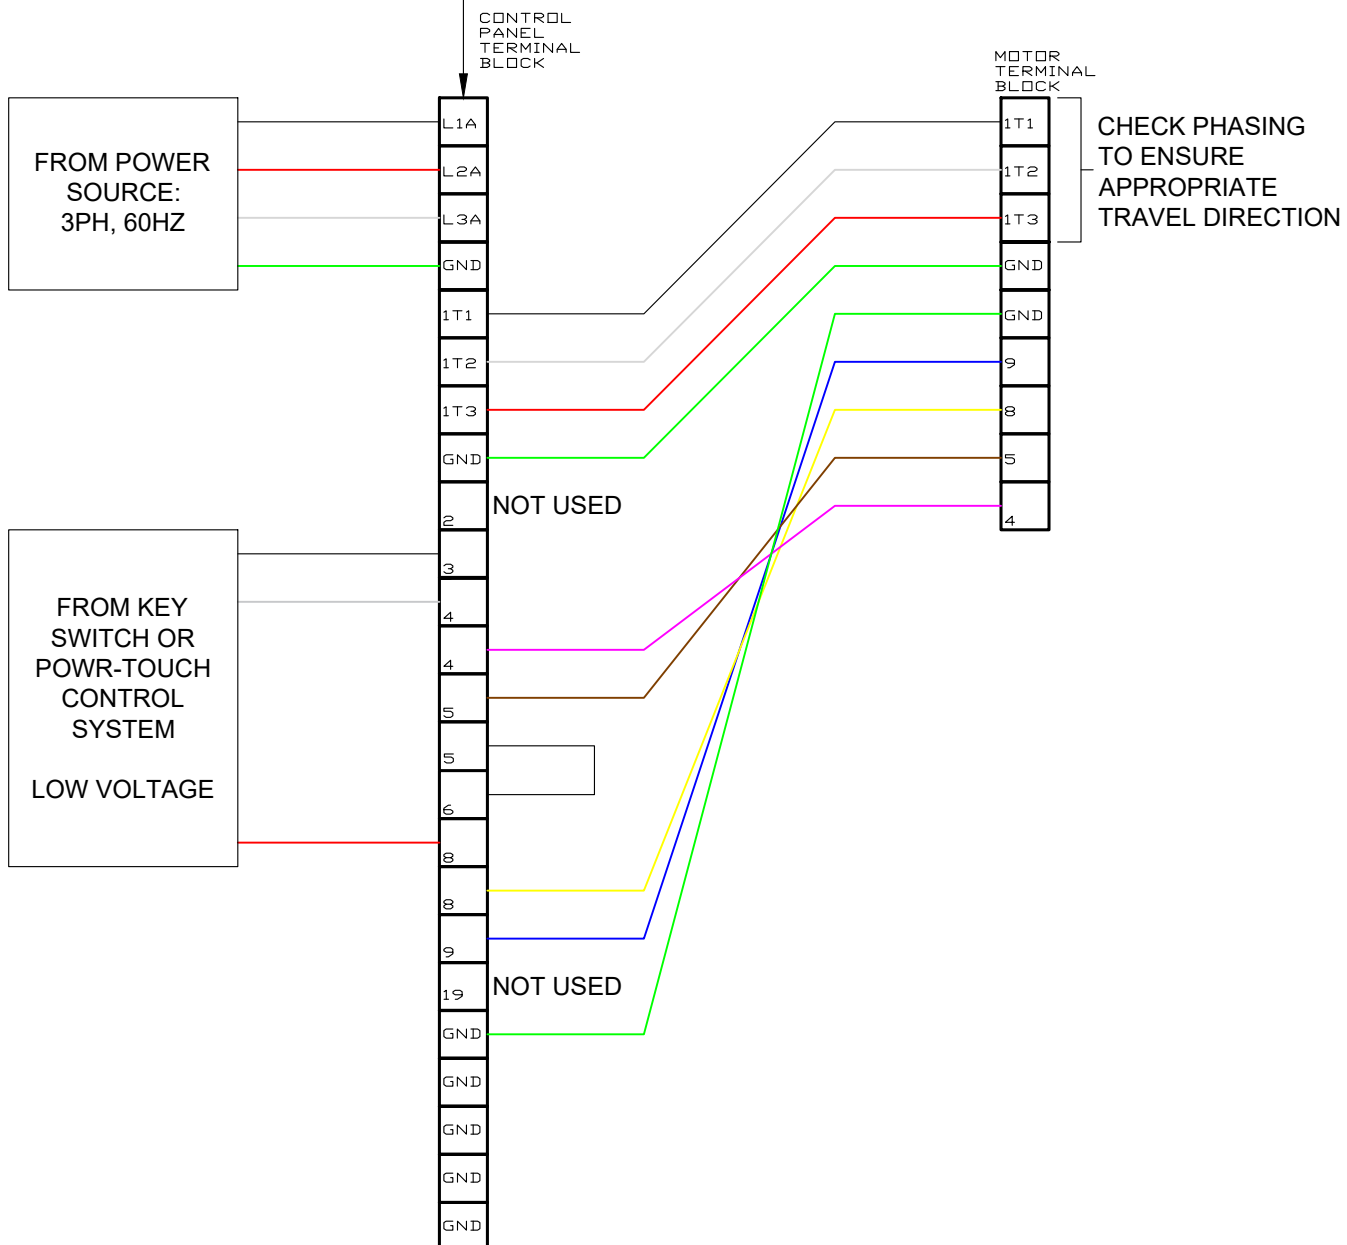 CONTROL
PANEL
TERMINAL
BLOCK
MOTOR
TERMINAL
BLOCK
FROM POWER
SOURCE:
3PH, 60HZ
L1A
L2A
L3A
GND
1T1
1T2
1T3
GND
2
NOT USED
3
4
4
5
5
6
8
8
9
19
NOT USED
GND
GND
GND
GND
GND
FROM KEY
SWITCH OR
POWR-TOUCH
CONTROL
SYSTEM
LOW VOLTAGE
1T1
1T2
1T3
GND
GND
9
8
5
4
CHECK PHASING
TO ENSURE
APPROPRIATE
TRAVEL DIRECTION